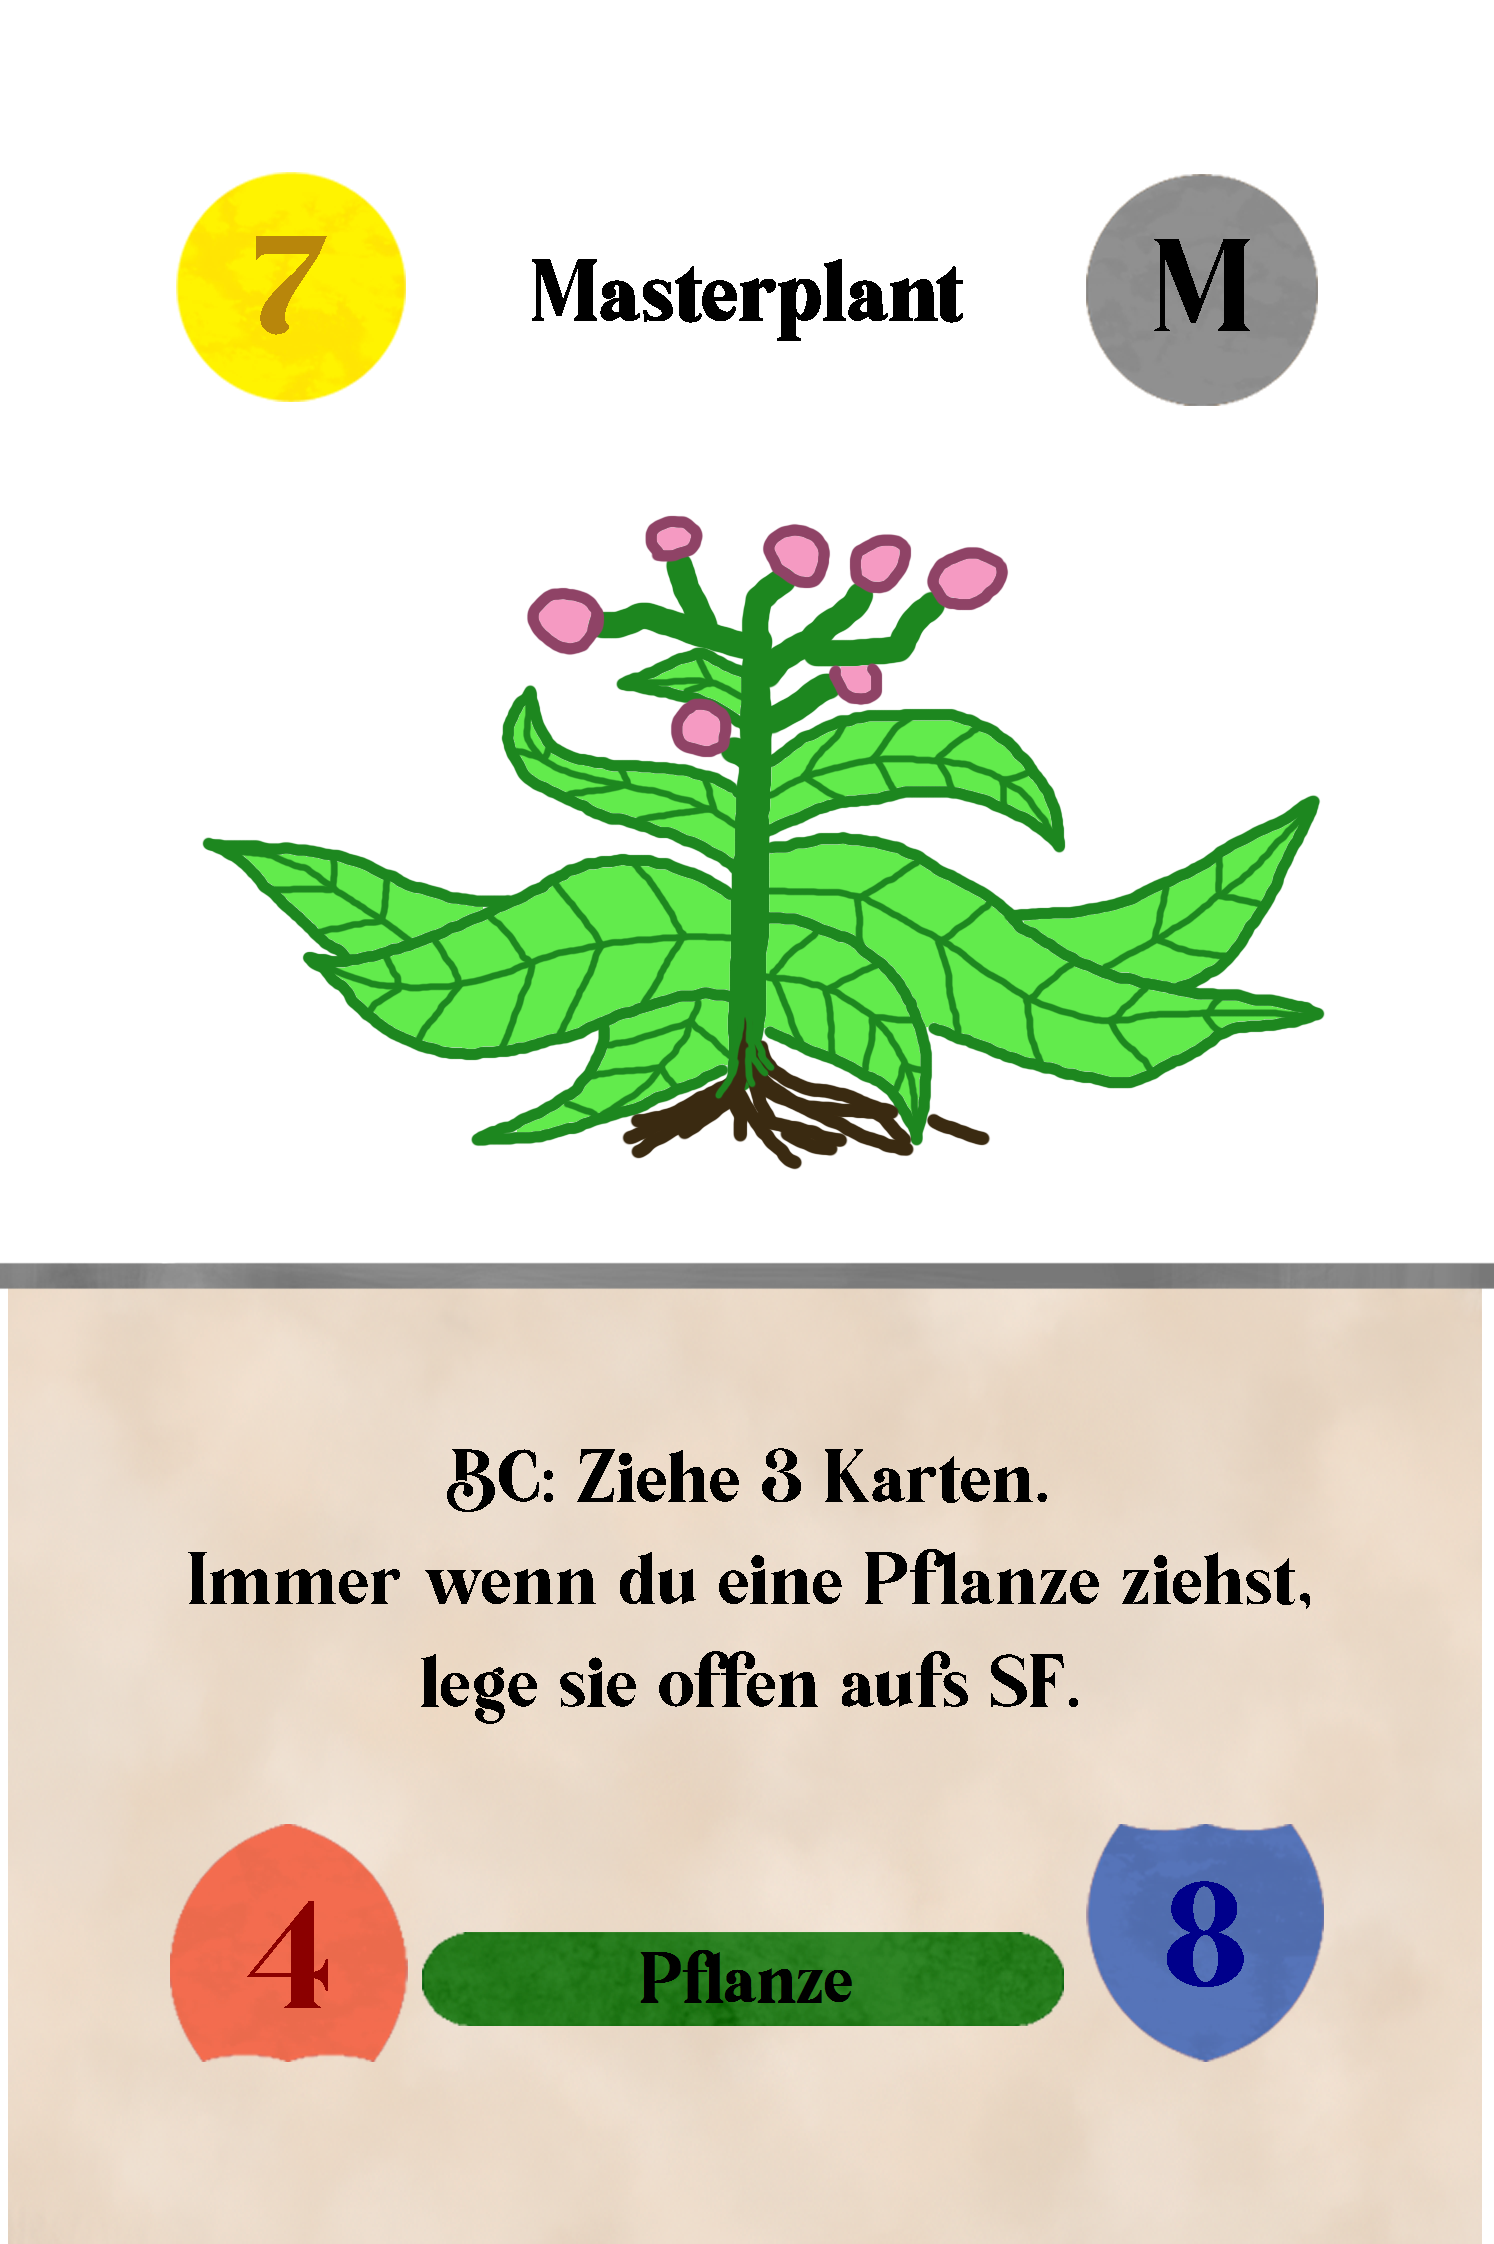 7
Masterplant
M
BC: Ziehe 3 Karten.
Immer wenn du eine Pflanze ziehst,
lege sie offen aufs SF.
4
Pflanze
8